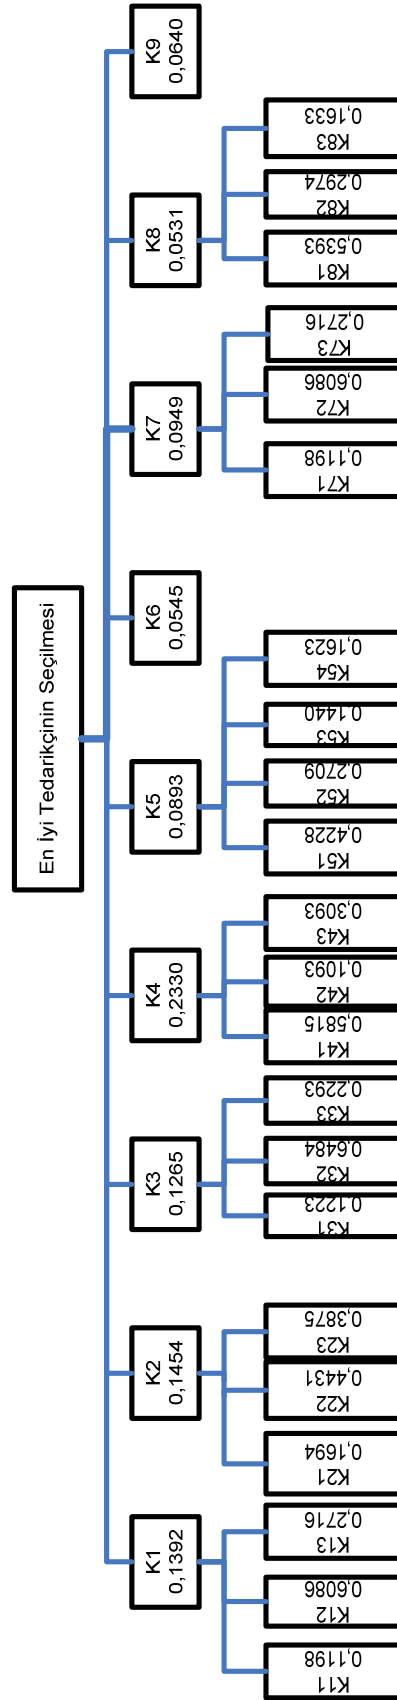 En İyi Tedarikçinin Seçilmesi
K1
0,1392
K2
0,1454
K3
0,1265
K4
0,2330
K5
0,0893
K6
0,0545
K7
0,0949
K8
0,0531
K9
0,0640
K11
0,1198
K12
0,6086
K13
0,2716
K21
0,1694
K22
0,4431
K23
0,3875
K31
0,1223
K32
0,6484
K33
0,2293
K41
0,5815
K42
0,1093
K43
0,3093
K51
0,4228
K52
0,2709
K53
0,1440
K54
0,1623
K71
0,1198
K72
0,6086
K73
0,2716
K81
0,5393
K82
0,2974
K83
0,1633